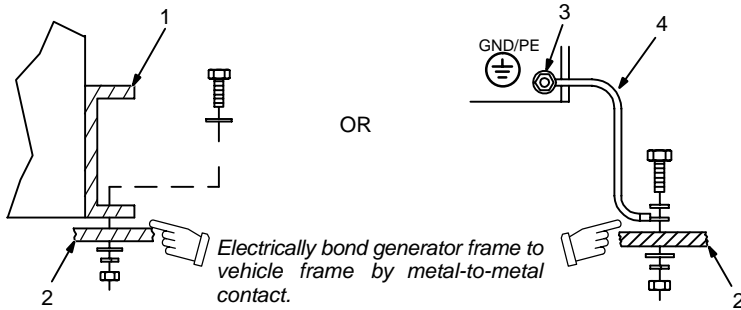 1
3
4
GND/PE
OR
2
Electrically bond generator frame to
vehicle frame by metal-to-metal
contact.
2